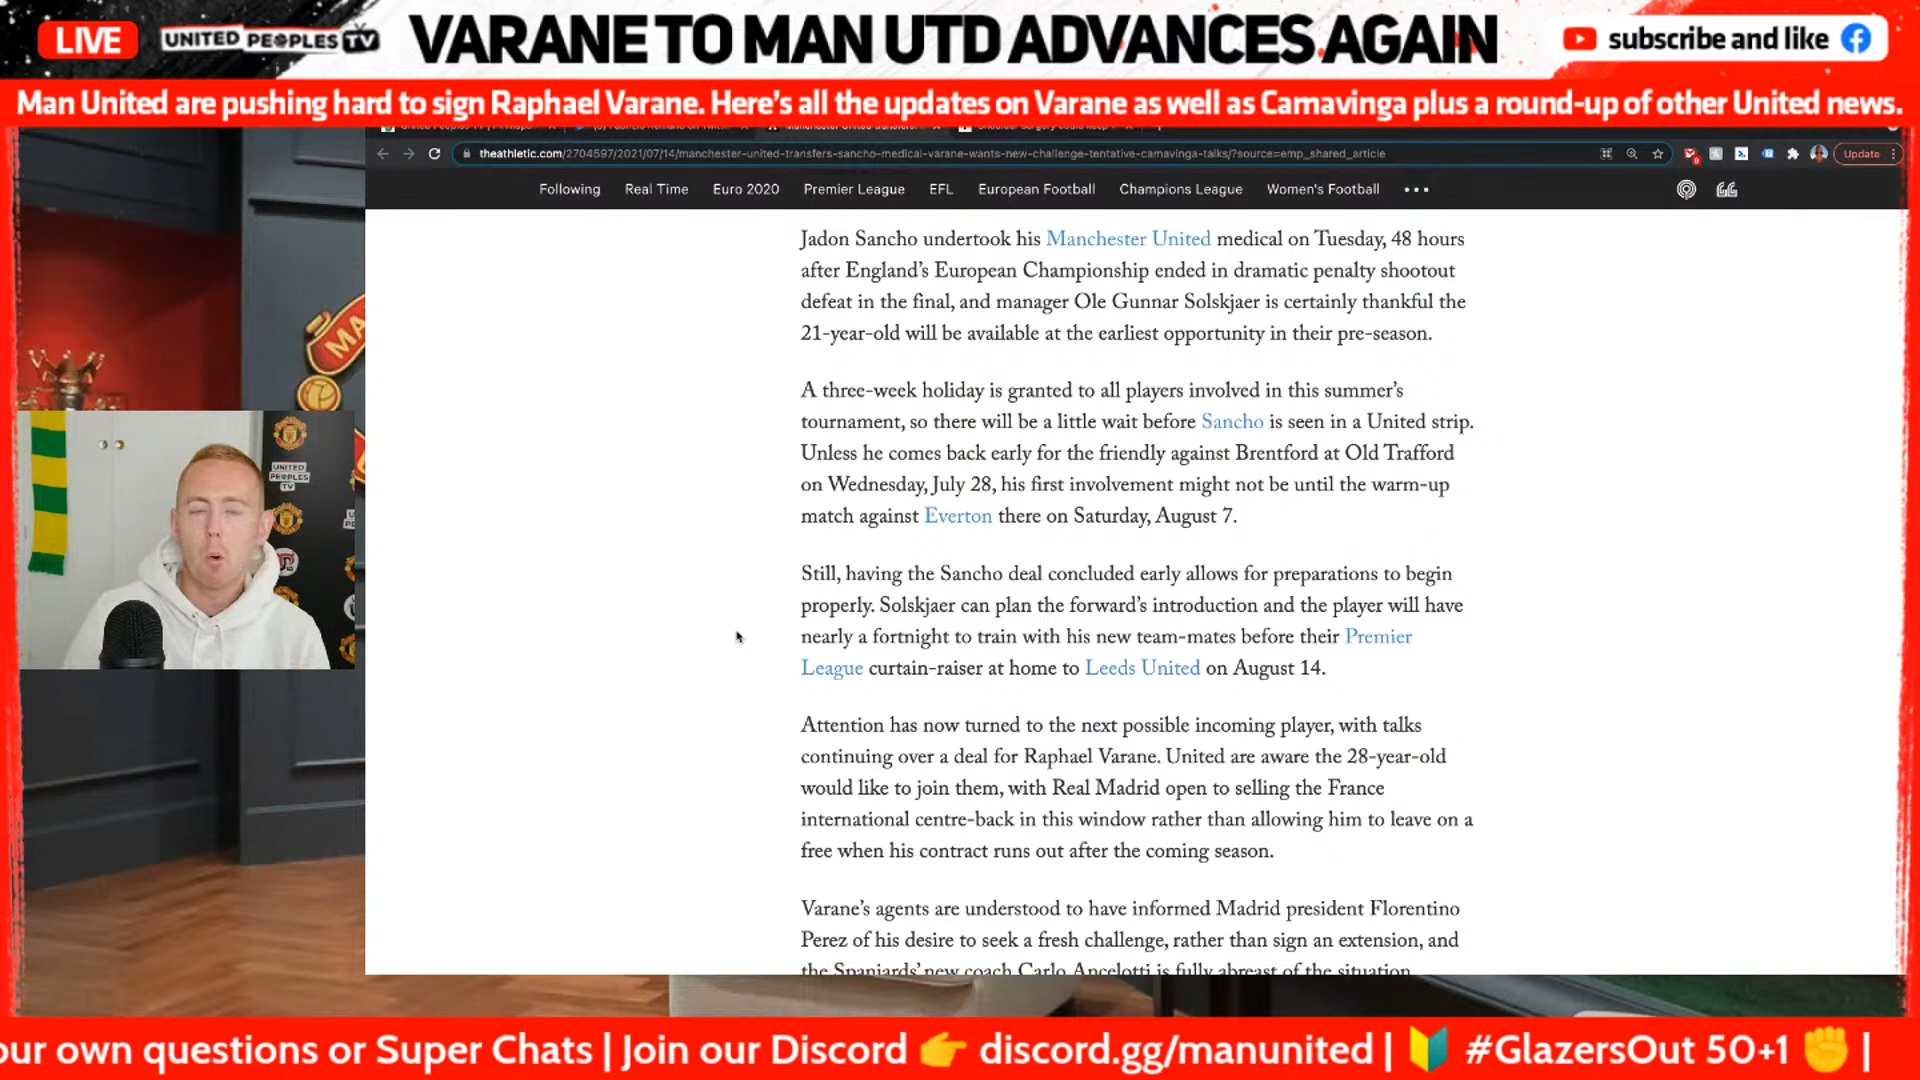 LIVE
UNITED PEOPLES TV
VARANE TO MAN UTD ADVANCES AGAIN
subscribe and like
Man United are pushing hard to sign Raphael Varane. Here's all the updates on Varane as well as Camavinga plus a round-up of other United news.
theathletic.com/2704597/2021/07/14/manchester-united-transfers-sancho-medical-varane-wants-new-challenge-tentative-camavinga-talks/?source=emp_shared_article
Update
Following Real Time Euro 2020 Premier League EFL European Football Champions League Women's Football
Jadon Sancho undertook his Manchester United medical on Tuesday, 48 hours
after England's European Championship ended in dramatic penalty shootout
defeat in the final, and manager Ole Gunnar Solskjaer is certainly thankful the
21-year-old will be available at the earliest opportunity in their pre-season.
A three-week holiday is granted to all players involved in this summer's
tournament, so there will be a little wait before Sancho is seen in a United strip.
Unless he comes back early for the friendly against Brentford at Old Trafford
on Wednesday, July 28, his first involvement might not be until the warm-up
match against Everton there on Saturday, August 7.
Still, having the Sancho deal concluded early allows for preparations to begin
properly. Solskjaer can plan the forward's introduction and the player will have
nearly a fortnight to train with his new team-mates before their Premier
League curtain-raiser at home to Leeds United on August 14.
Attention has now turned to the next possible incoming player, with talks
continuing over a deal for Raphael Varane. United are aware the 28-year-old
would like to join them, with Real Madrid open to selling the France
international centre-back in this window rather than allowing him to leave on a
free when his contract runs out after the coming season.
Varane's agents are understood to have informed Madrid president Florentino
Perez of his desire to seek a fresh challenge, rather than sign an extension, and
the Spaniards' new coach Carlo Ancelotti is fully abreast of the situation.
MA
UNITED
PEOPLES TV
our own questions or Super Chats | Join our Discord 👉 discord.gg/manunited | 🔰 #GlazersOut 50+1 ✊ |